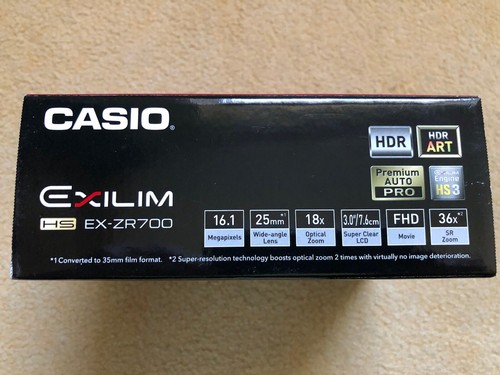 CASIO®
HDR
HDR ART
Premium AUTO PRO
Engine HS3
EXILIM
HS EX-ZR700
16.1 Megapixels
25mm*1 Wide-angle Lens
18x Optical Zoom
3.0"/7.6cm Super Clear LCD
FHD Movie
36x*2 SR Zoom
*1 Converted to 35mm film format. *2 Super-resolution technology boosts optical zoom 2 times with virtually no image deterioration.